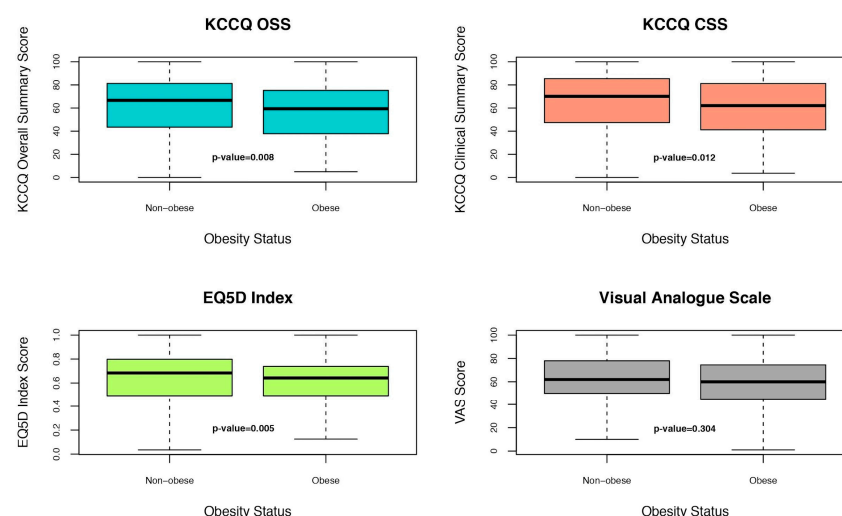 KCCQ OSS
KCCQ Overall Summary Score
100
80
60
40
20
0
p-value=0.008
Non-obese
Obese
Obesity Status
KCCQ CSS
KCCQ Clinical Summary Score
100
80
60
40
20
0
p-value=0.012
Non-obese
Obese
Obesity Status
EQ5D Index
EQ5D Index Score
1.0
0.8
0.6
0.4
0.2
0.0
p-value=0.005
Non-obese
Obese
Obesity Status
Visual Analogue Scale
VAS Score
100
80
60
40
20
0
p-value=0.304
Non-obese
Obese
Obesity Status